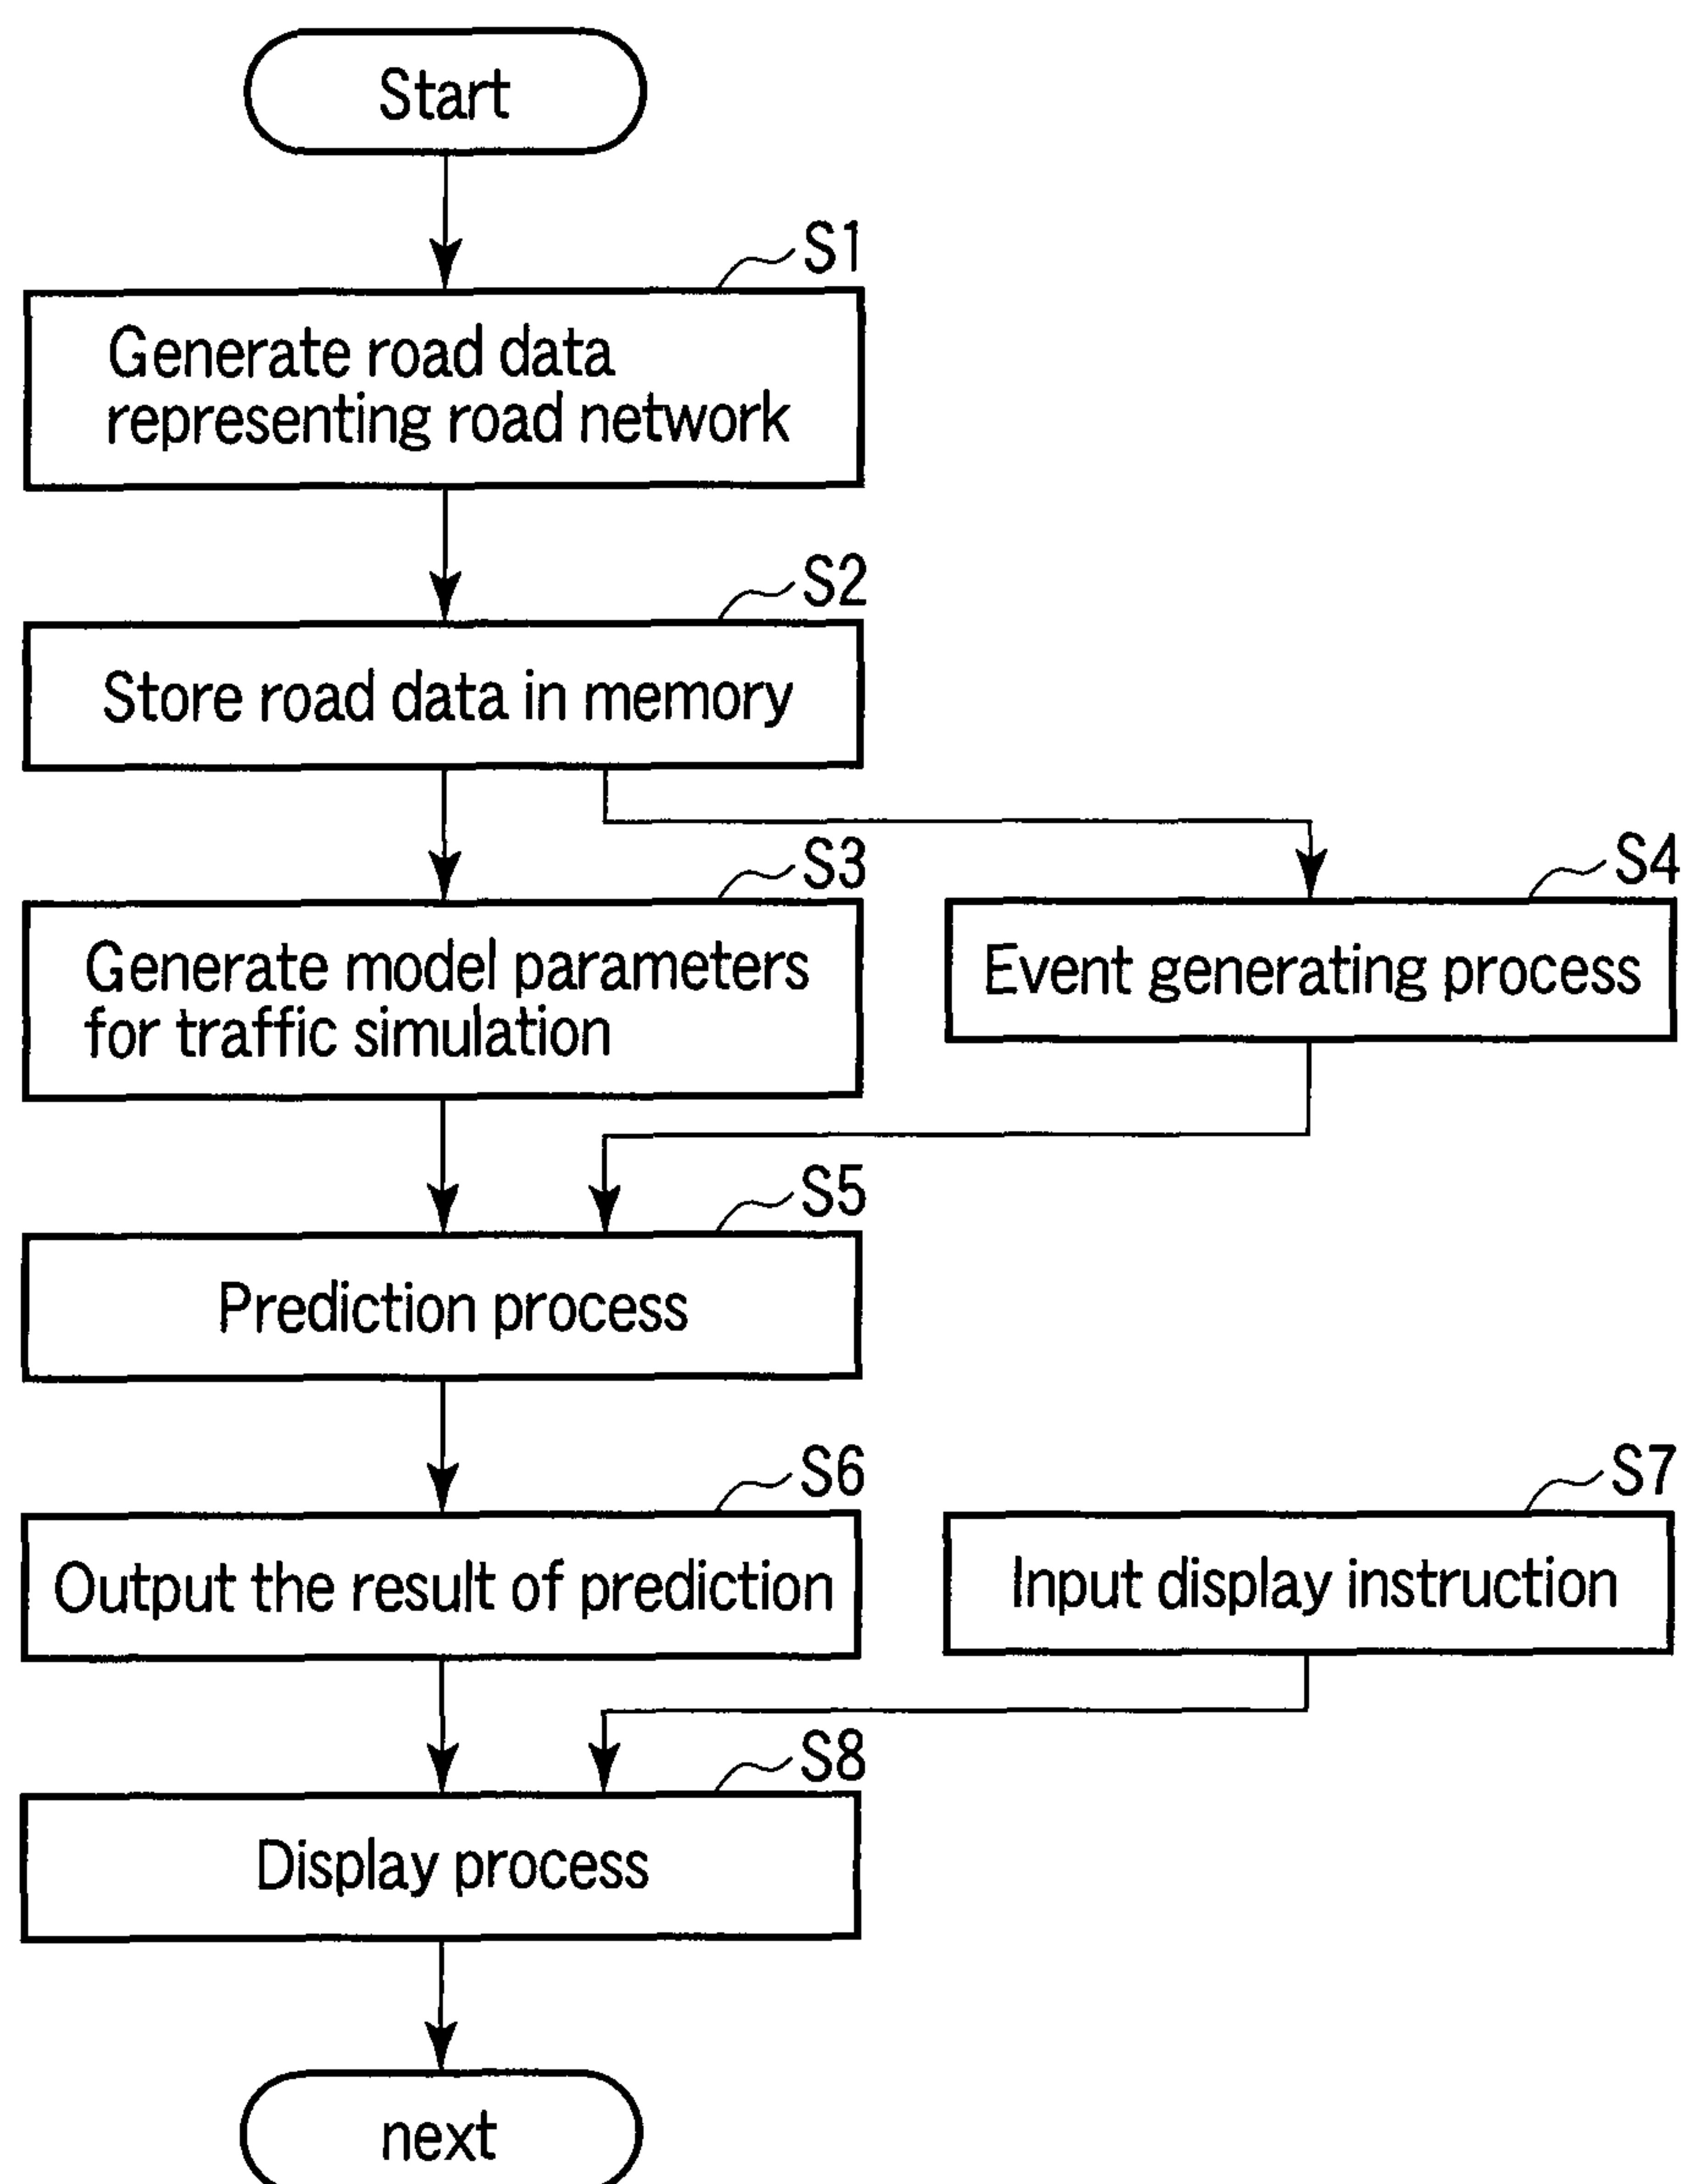 Start
S1
Generate road data
representing road network
S2
Store road data in memory
S3
Generate model parameters
for traffic simulation
S4
Event generating process
S5
Prediction process
S6
Output the result of prediction
S7
Input display instruction
S8
Display process
next